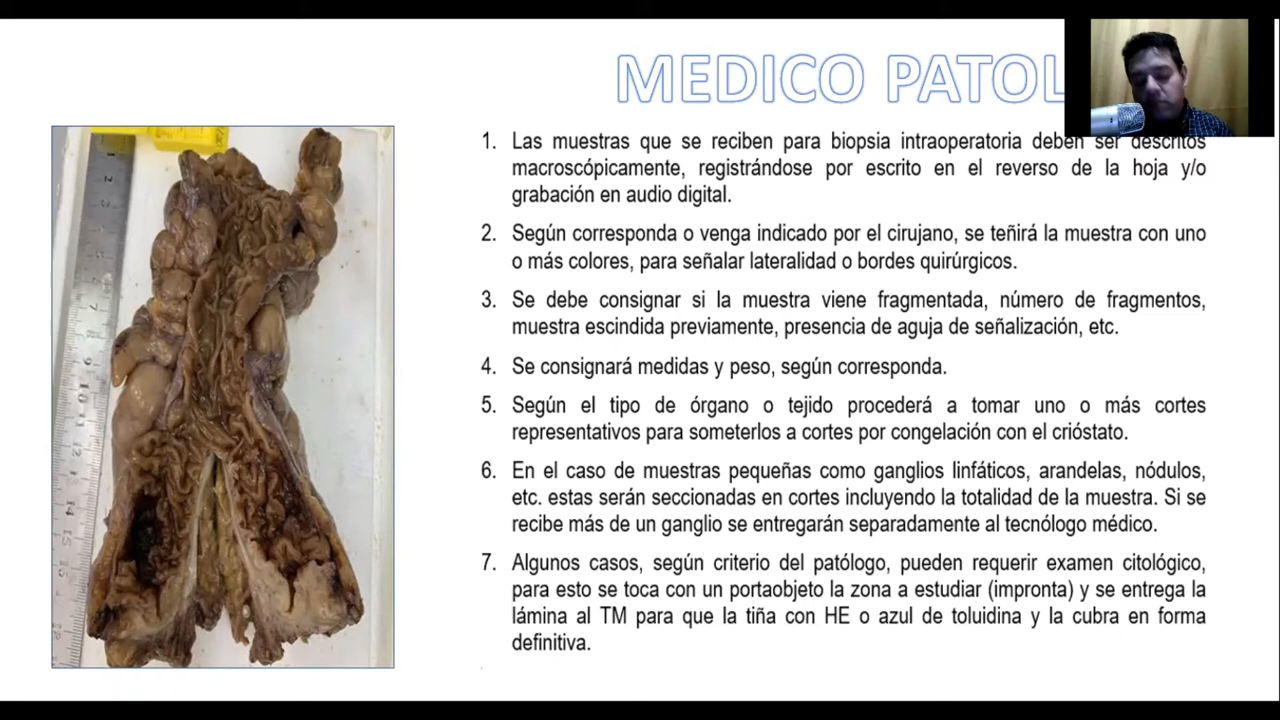 MEDICO PATOL
1. Las muestras que se reciben para biopsia intraoperatoria deben ser descritos
macroscópicamente, registrándose por escrito en el reverso de la hoja y/o
grabación en audio digital.
2. Según corresponda o venga indicado por el cirujano, se teñirá la muestra con uno
o más colores, para señalar lateralidad o bordes quirúrgicos.
3. Se debe consignar si la muestra viene fragmentada, número de fragmentos,
muestra escindida previamente, presencia de aguja de señalización, etc.
4. Se consignará medidas y peso, según corresponda.
5. Según el tipo de órgano o tejido procederá a tomar uno o más cortes
representativos para someterlos a cortes por congelación con el crióstato.
6. En el caso de muestras pequeñas como ganglios linfáticos, arandelas, nódulos,
etc. estas serán seccionadas en cortes incluyendo la totalidad de la muestra. Si se
recibe más de un ganglio se entregarán separadamente al tecnólogo médico.
7. Algunos casos, según criterio del patólogo, pueden requerir examen citológico,
para esto se toca con un portaobjeto la zona a estudiar (impronta) y se entrega la
lámina al TM para que la tiña con HE o azul de toluidina y la cubra en forma
definitiva.